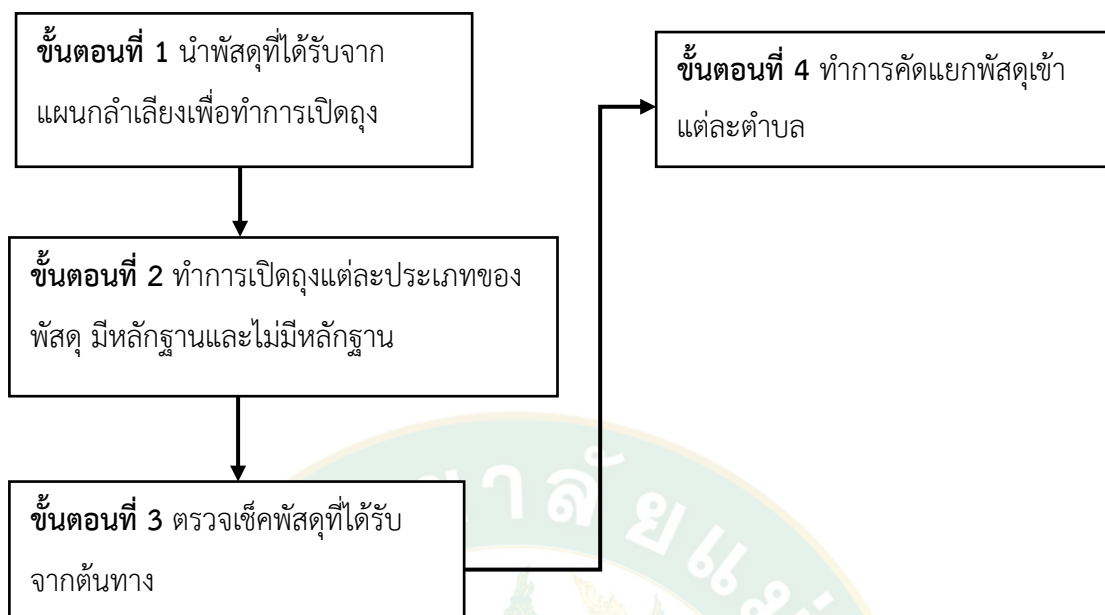 ขั้นตอนที่ 1 นำพัสดุที่ได้รับจาก
แผนกลำเลียงเพื่อทำการเปิดถุง
ขั้นตอนที่ 2 ทำการเปิดถุงแต่ละประเภทของ
พัสดุ มีหลักฐานและไม่มีหลักฐาน
ขั้นตอนที่ 3 ตรวจเช็คพัสดุที่ได้รับ
จากต้นทาง
ขั้นตอนที่ 4 ทำการคัดแยกพัสดุเข้า
แต่ละตำบล